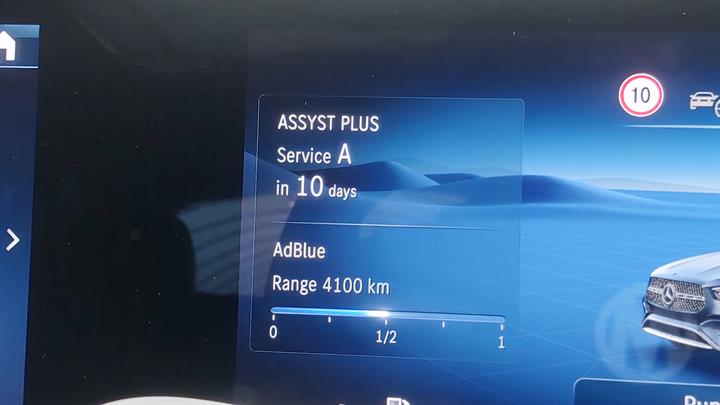 ASSYST PLUS
Service A
in 10 days
AdBlue
Range 4100 km
0 1/2 1
10